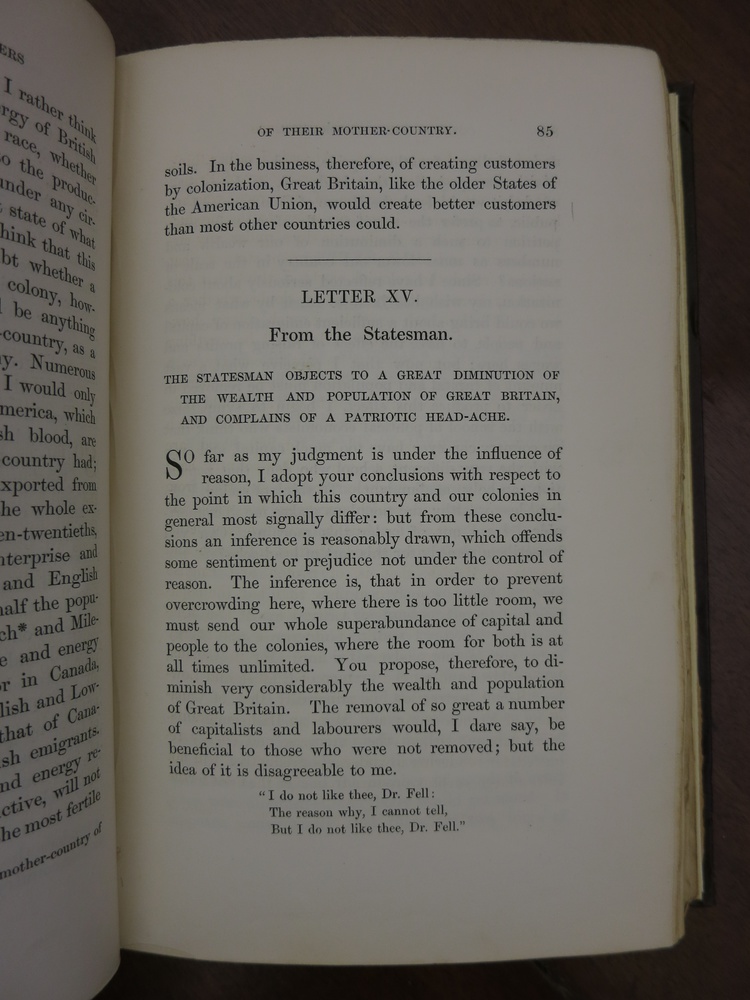 ERS
I rather think
rgy of British
race, whether
o the produc-
under any cir-
state of what
hink that this
bt whether a
colony, how-
be anything
-country, as a
y. Numerous
I would only
merica, which
sh blood, are
country had;
xported from
he whole ex-
en-twentieths,
nterprise and
and English
half the popu-
ch* and Mile-
e and energy
or in Canada,
lish and Low-
that of Cana-
sh emigrants.
nd energy re-
ctive, will not
he most fertile
mother-country of
OF THEIR MOTHER-COUNTRY. 85
soils. In the business, therefore, of creating customers
by colonization, Great Britain, like the older States of
the American Union, would create better customers
than most other countries could.
LETTER XV.
From the Statesman.
THE STATESMAN OBJECTS TO A GREAT DIMINUTION OF
THE WEALTH AND POPULATION OF GREAT BRITAIN,
AND COMPLAINS OF A PATRIOTIC HEAD-ACHE.
SO far as my judgment is under the influence of
reason, I adopt your conclusions with respect to
the point in which this country and our colonies in
general most signally differ: but from these conclu-
sions an inference is reasonably drawn, which offends
some sentiment or prejudice not under the control of
reason. The inference is, that in order to prevent
overcrowding here, where there is too little room, we
must send our whole superabundance of capital and
people to the colonies, where the room for both is at
all times unlimited. You propose, therefore, to di-
minish very considerably the wealth and population
of Great Britain. The removal of so great a number
of capitalists and labourers would, I dare say, be
beneficial to those who were not removed; but the
idea of it is disagreeable to me.
"I do not like thee, Dr. Fell:
The reason why, I cannot tell,
But I do not like thee, Dr. Fell."